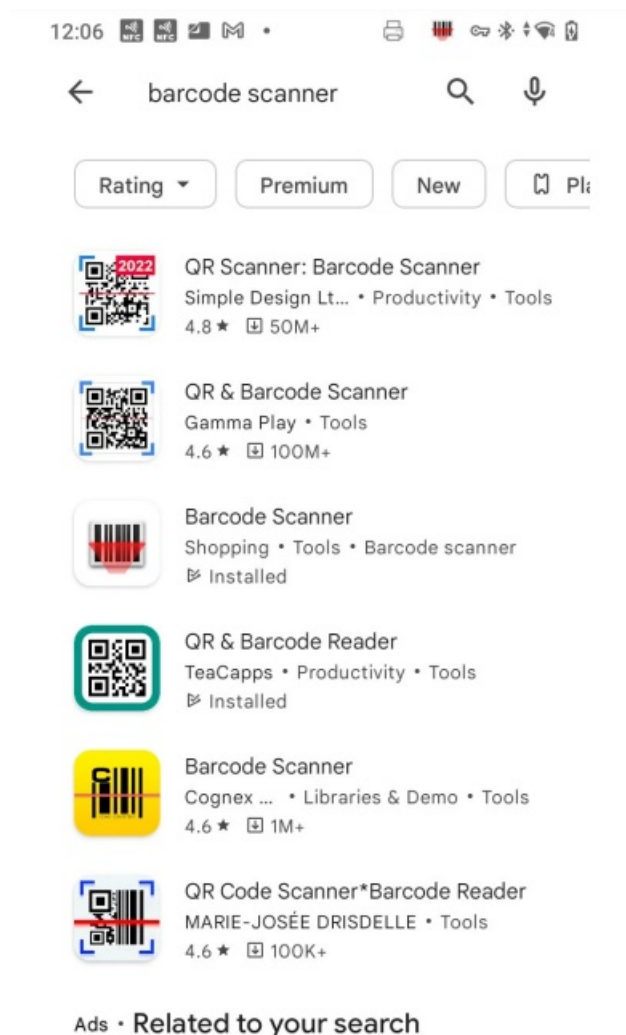 12:06 NFC NFC
barcode scanner
Rating Premium New Pla
2022
QR Scanner: Barcode Scanner
Simple Design Lt... • Productivity • Tools
4.8★ 50M+
QR & Barcode Scanner
Gamma Play • Tools
4.6★ 100M+
Barcode Scanner
Shopping • Tools • Barcode scanner
Installed
QR & Barcode Reader
TeaCapps • Productivity • Tools
Installed
Barcode Scanner
Cognex ... • Libraries & Demo • Tools
4.6★ 1M+
QR Code Scanner*Barcode Reader
MARIE-JOSÉE DRISDELLE • Tools
4.6★ 100K+
Ads • Related to your search